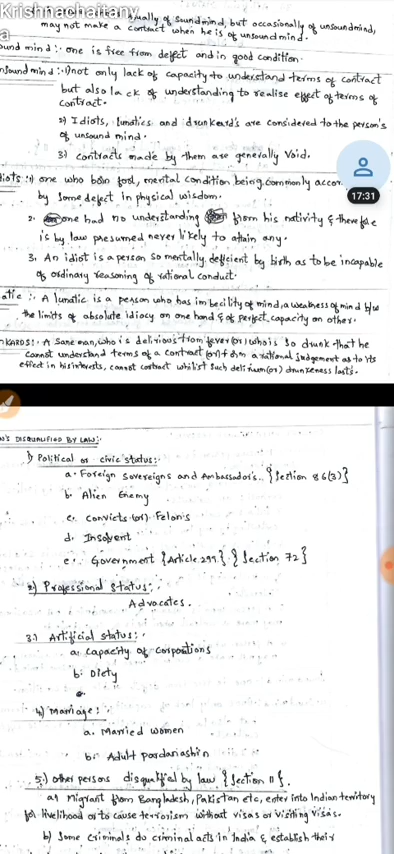 Krishnachaitany
a
usually of sound mind, but occasionally of unsound mind,
may not make a contract when he is of unsound mind.
ound mind :- one is free from defect and in good condition.
nsound mind :- 1) not only lack of capacity to understand terms of contract
but also lack of understanding to realise effect of terms of
contract.
2) Idiots, lunatics and drunkard's are considered to the person's
of unsound mind.
3) contracts made by them are generally void.
17:31
diots :- 1) one who born fool, mental condition being commonly accor
by some defect in physical wisdom.
2. one had no understanding from his nativity & therefore
is by law presumed never likely to attain any.
3. An idiot is a person so mentally deficient by birth as to be incapable
of ordinary reasoning of rational conduct.
atic :- A lunatic is a person who has imbecility of mind, a weakness of mind b/w
the limits of absolute idiocy on one hand & of perfect capacity on other.
NKARDS :- A sane man, who is delirious from fever (or) who is so drunk that he
cannot understand terms of a contract (or) form a rational judgement as to its
effect in his interests, cannot contract whilst such delirium (or) drunkeness lasts.
N'S DISQUALIFIED BY LAW :-
1) Political or civic status :-
a. Foreign sovereigns and Ambassador's.. {Section 86(3)}
b. Alien Enemy
c. convicts (or) Felons
d. Insolvent
e. Government {Article 299} {Section 72}
2) Professional status :-
Advocates.
3) Artificial status :-
a. capacity of corporations
b. Diety
4) Marriage :
a. Married women
b. Adult pardanashin
5.) other persons disqualified by law {Section 11}.
a) Migrant from Bangladesh, Pakistan etc, enter into Indian territory
for livelihood or to cause terrorism without visas or visiting visas.
b) Some criminals do criminal acts in India & establish their